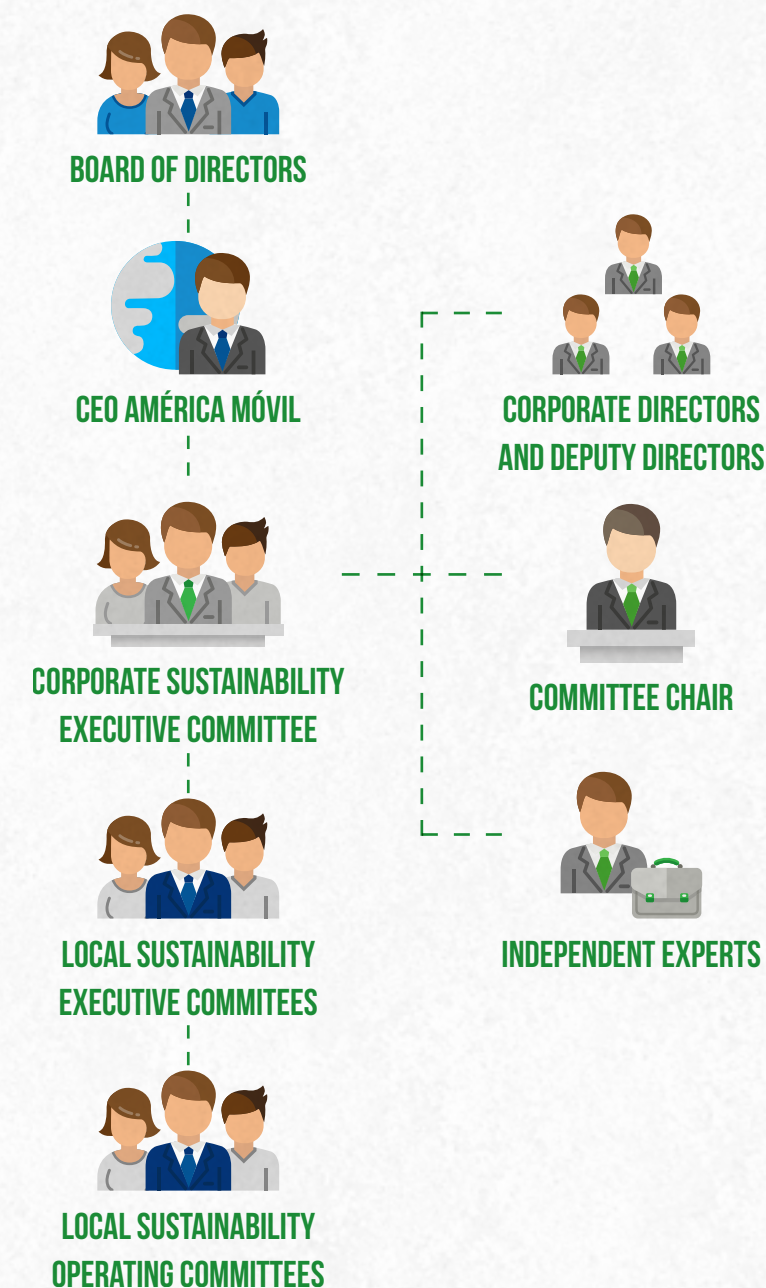 BOARD OF DIRECTORS
CEO AMÉRICA MÓVIL
CORPORATE SUSTAINABILITY
EXECUTIVE COMMITTEE
LOCAL SUSTAINABILITY
EXECUTIVE COMMITEES
LOCAL SUSTAINABILITY
OPERATING COMMITTEES
CORPORATE DIRECTORS
AND DEPUTY DIRECTORS
COMMITTEE CHAIR
INDEPENDENT EXPERTS